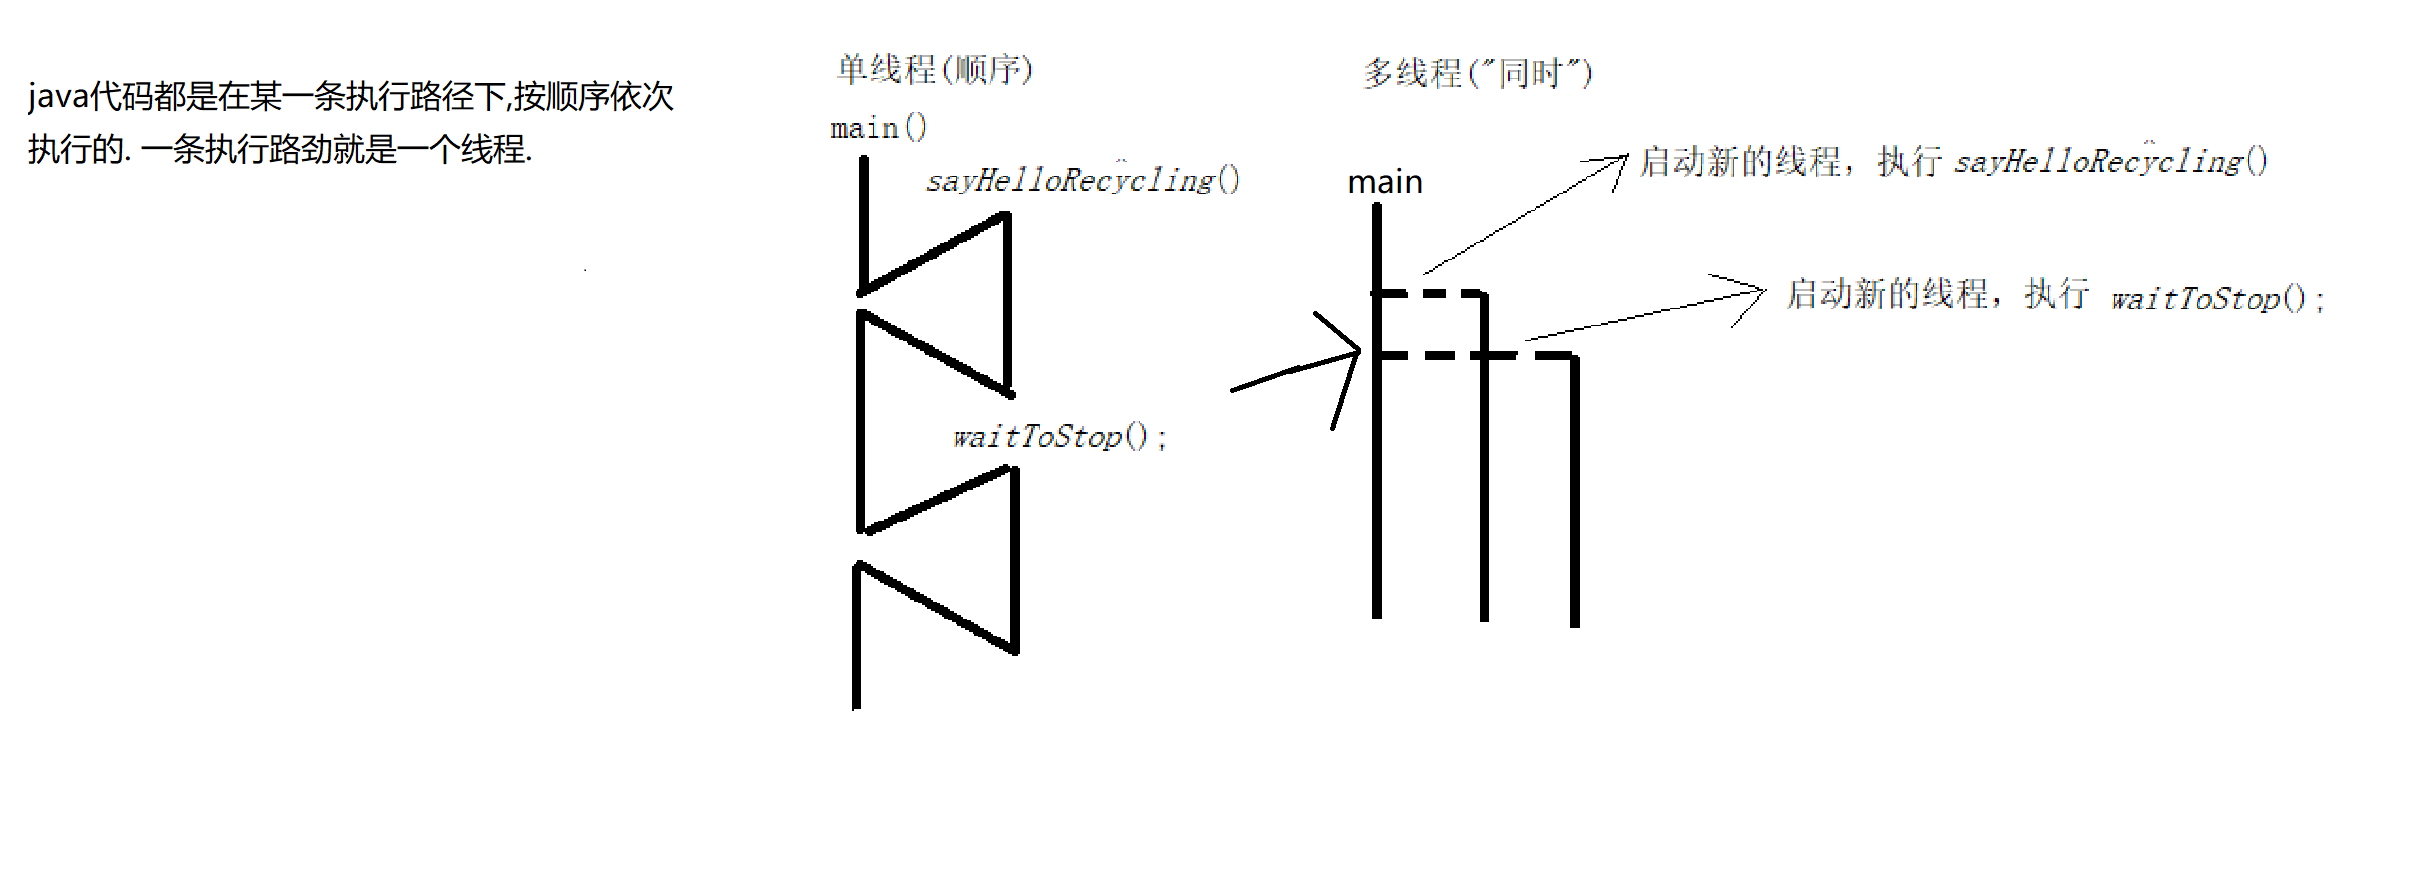 java代码都是在某一条执行路径下,按顺序依次
执行的. 一条执行路劲就是一个线程.
单线程(顺序)
main()
sayHelloRecycling()
waitToStop();
多线程("同时")
main
启动新的线程，执行 sayHelloRecycling()
启动新的线程，执行 waitToStop();